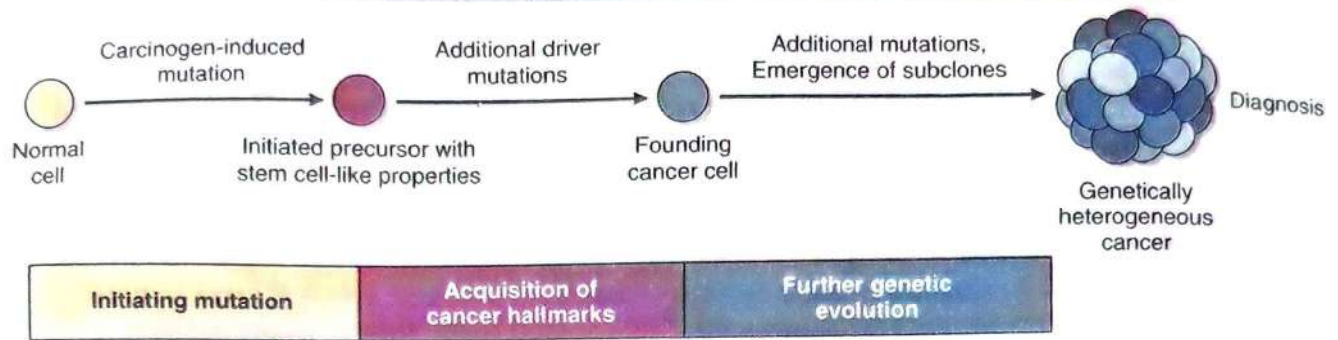 Carcinogen-induced
mutation
Additional driver
mutations
Additional mutations,
Emergence of subclones
Diagnosis
Normal
cell
Initiated precursor with
stem cell-like properties
Founding
cancer cell
Genetically
heterogeneous
cancer
Initiating mutation
Acquisition of
cancer hallmarks
Further genetic
evolution